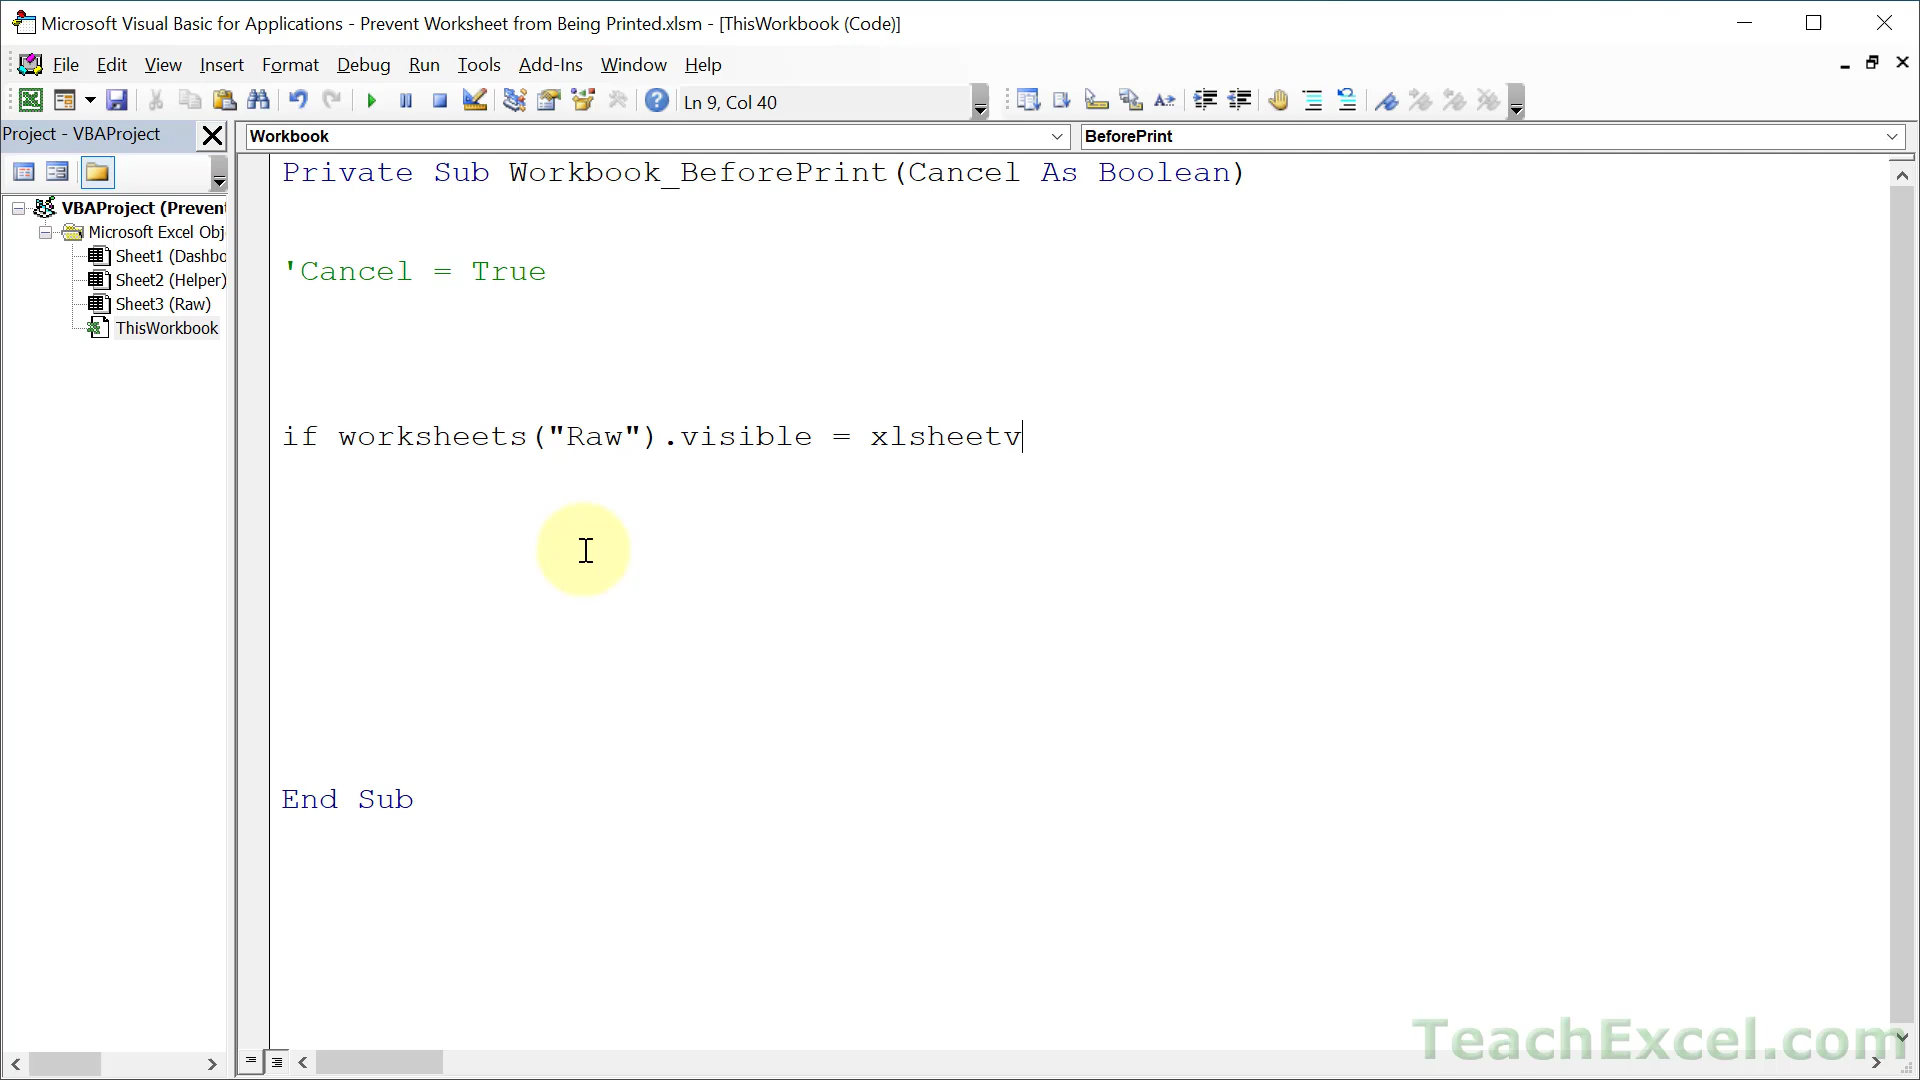 Microsoft Visual Basic for Applications - Prevent Worksheet from Being Printed.xlsm - [ThisWorkbook (Code)]
File Edit View Insert Format Debug Run Tools Add-Ins Window Help
Ln 9, Col 40
Project - VBAProject
Workbook
BeforePrint
VBAProject (Preven
Microsoft Excel Obj
Sheet1 (Dashbo
Sheet2 (Helper)
Sheet3 (Raw)
ThisWorkbook
Private Sub Workbook_BeforePrint(Cancel As Boolean)
'Cancel = True
if worksheets("Raw").visible = xlsheetv
End Sub
TeachExcel.com